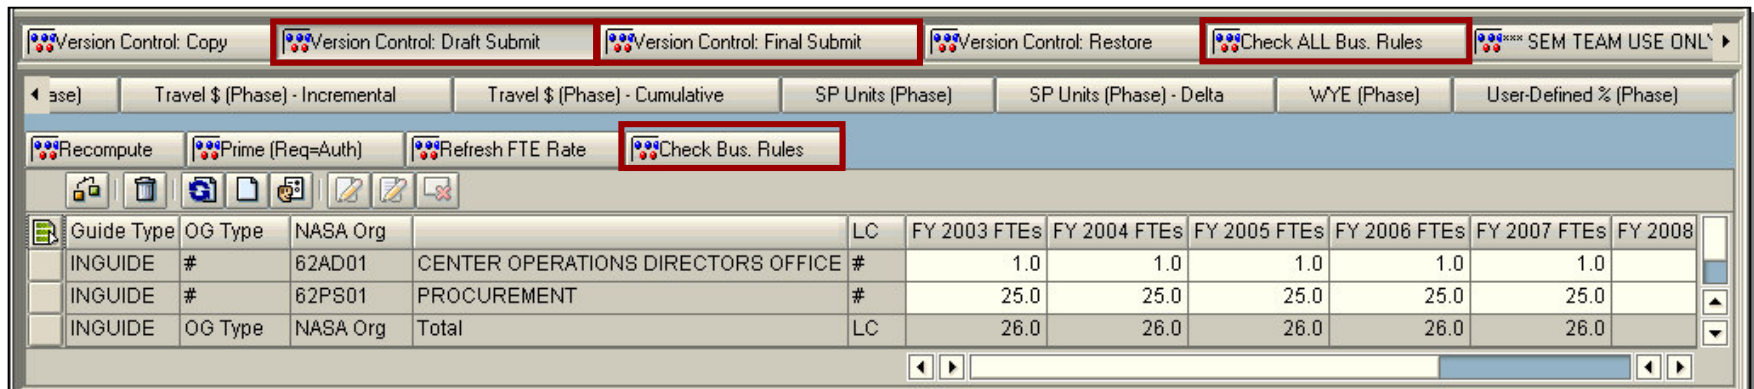 Version Control: Copy Version Control: Draft Submit Version Control: Final Submit Version Control: Restore Check ALL Bus. Rules *** SEM TEAM USE ONLY
ase) Travel $ (Phase) - Incremental Travel $ (Phase) - Cumulative SP Units (Phase) SP Units (Phase) - Delta WYE (Phase) User-Defined % (Phase)
Recompute Prime (Req=Auth) Refresh FTE Rate Check Bus. Rules
Guide Type OG Type NASA Org LC FY 2003 FTEs FY 2004 FTEs FY 2005 FTEs FY 2006 FTEs FY 2007 FTEs FY 2008
INGUIDE # 62AD01 CENTER OPERATIONS DIRECTORS OFFICE # 1.0 1.0 1.0 1.0 1.0
INGUIDE # 62PS01 PROCUREMENT # 25.0 25.0 25.0 25.0 25.0
INGUIDE OG Type NASA Org Total LC 26.0 26.0 26.0 26.0 26.0